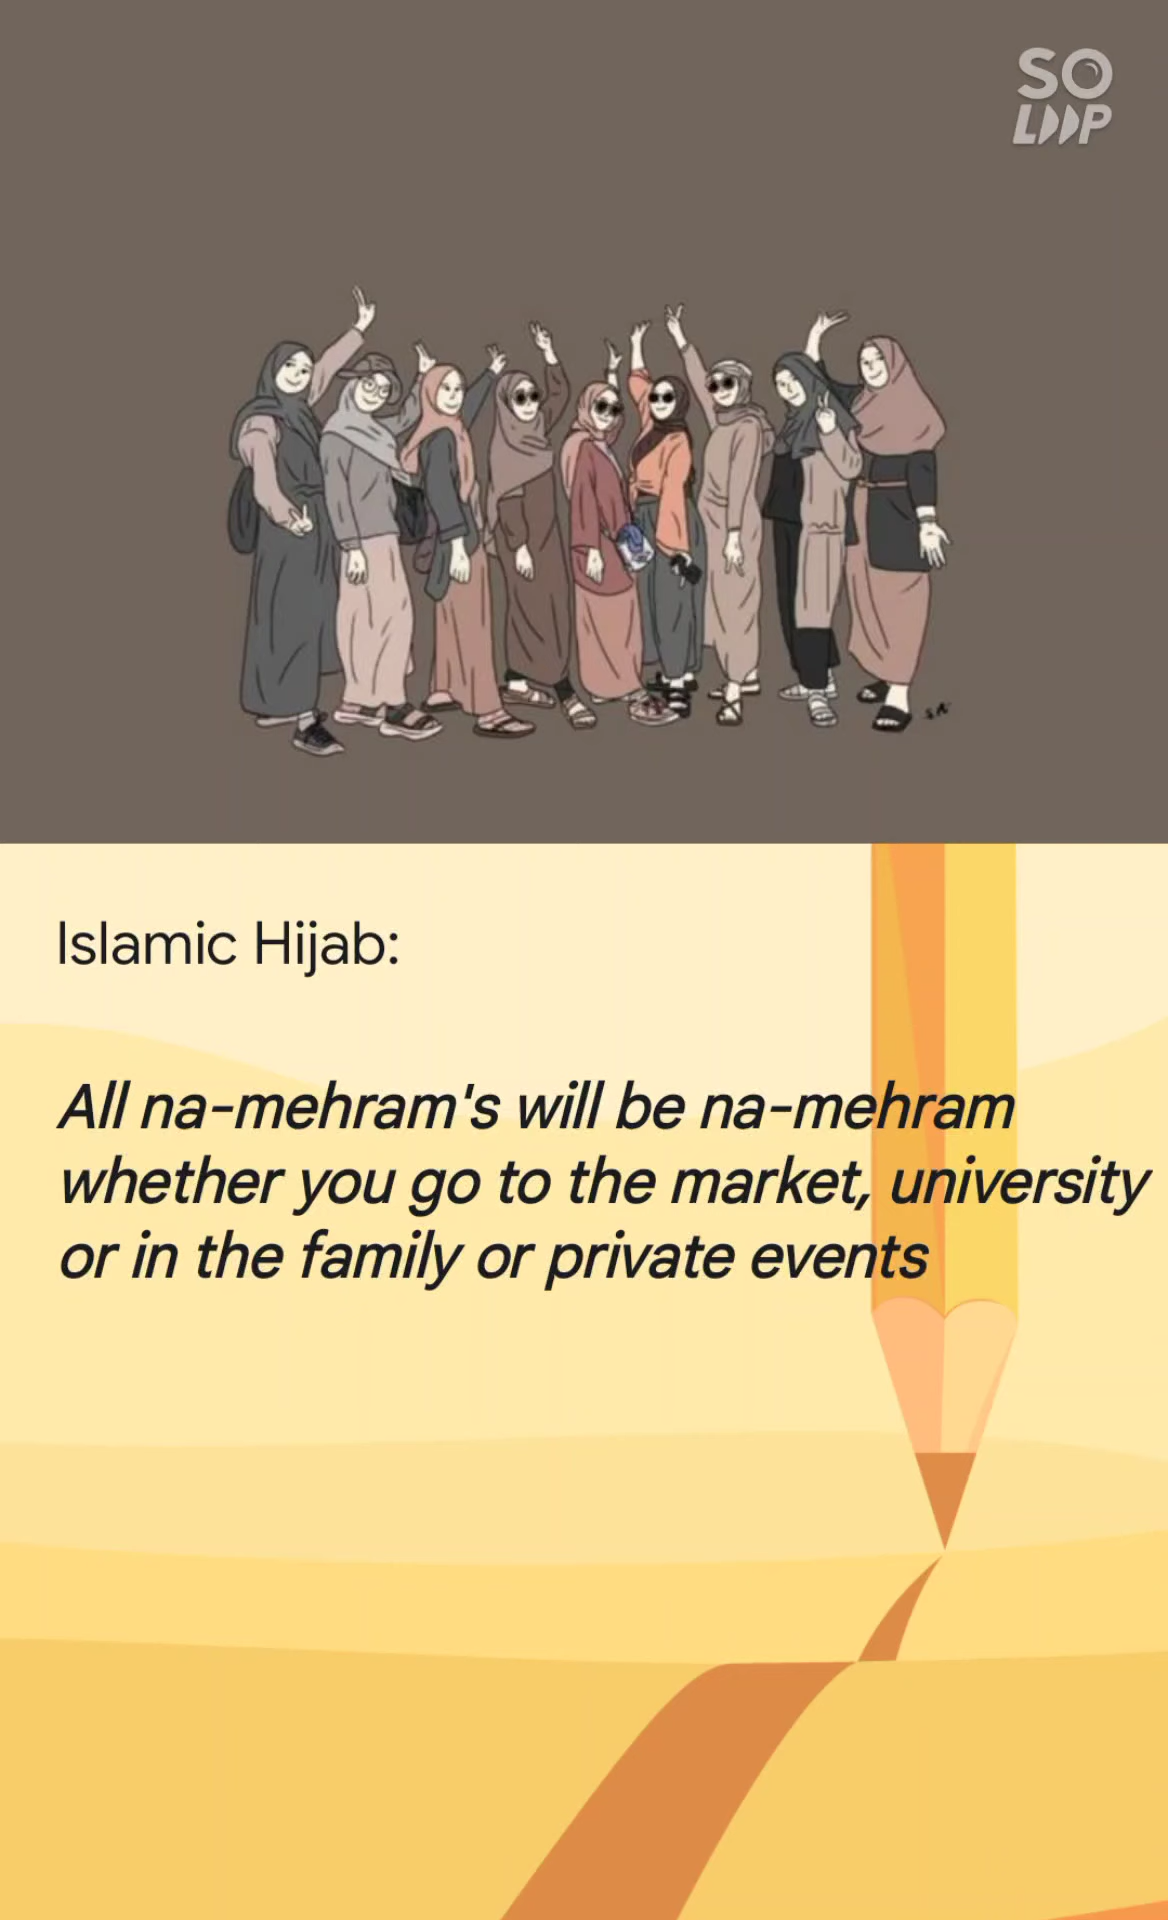 SO
LOOP
Islamic Hijab:
All na-mehram's will be na-mehram
whether you go to the market, university
or in the family or private events